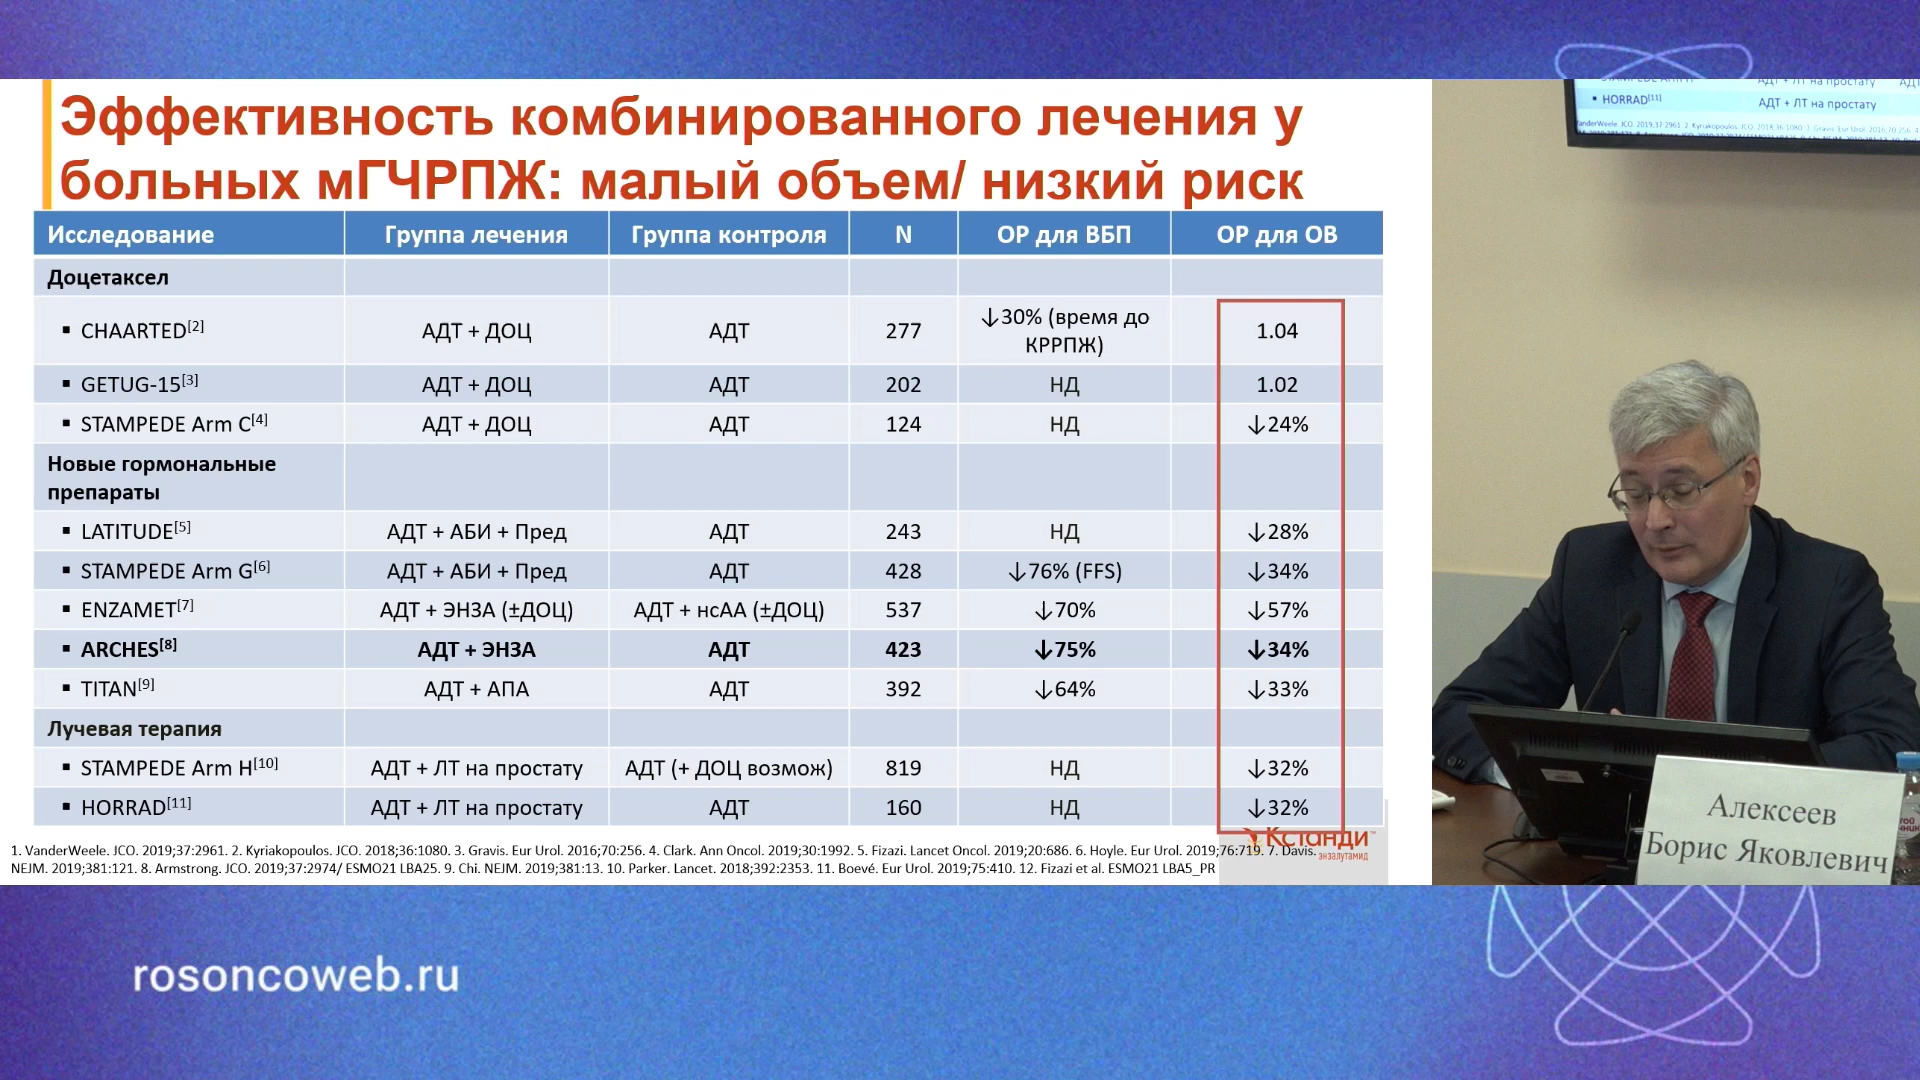 Эффективность комбинированного лечения у
больных мГЧРПЖ: малый объем/ низкий риск
Исследование Группа лечения Группа контроля N ОР для ВБП ОР для ОВ
Доцетаксел
▪ CHAARTED[2] АДТ + ДОЦ АДТ 277 ↓30% (время до КРРПЖ) 1.04
▪ GETUG-15[3] АДТ + ДОЦ АДТ 202 НД 1.02
▪ STAMPEDE Arm C[4] АДТ + ДОЦ АДТ 124 НД ↓24%
Новые гормональные
препараты
▪ LATITUDE[5] АДТ + АБИ + Пред АДТ 243 НД ↓28%
▪ STAMPEDE Arm G[6] АДТ + АБИ + Пред АДТ 428 ↓76% (FFS) ↓34%
▪ ENZAMET[7] АДТ + ЭНЗА (±ДОЦ) АДТ + нсАА (±ДОЦ) 537 ↓70% ↓57%
▪ ARCHES[8] АДТ + ЭНЗА АДТ 423 ↓75% ↓34%
▪ TITAN[9] АДТ + АПА АДТ 392 ↓64% ↓33%
Лучевая терапия
▪ STAMPEDE Arm H[10] АДТ + ЛТ на простату АДТ (+ ДОЦ возмож) 819 НД ↓32%
▪ HORRAD[11] АДТ + ЛТ на простату АДТ 160 НД ↓32%
Кстанди™
энзалутамид
1. VanderWeele. JCO. 2019;37:2961. 2. Kyriakopoulos. JCO. 2018;36:1080. 3. Gravis. Eur Urol. 2016;70:256. 4. Clark. Ann Oncol. 2019;30:1992. 5. Fizazi. Lancet Oncol. 2019;20:686. 6. Hoyle. Eur Urol. 2019;76:719. 7. Davis.
NEJM. 2019;381:121. 8. Armstrong. JCO. 2019;37:2974/ ESMO21 LBA25. 9. Chi. NEJM. 2019;381:13. 10. Parker. Lancet. 2018;392:2353. 11. Boevé. Eur Urol. 2019;75:410. 12. Fizazi et al. ESMO21 LBA5_PR
▪ HORRAD[11] АДТ + ЛТ на простату
Алексеев
Борис Яковлевич
rosoncoweb.ru